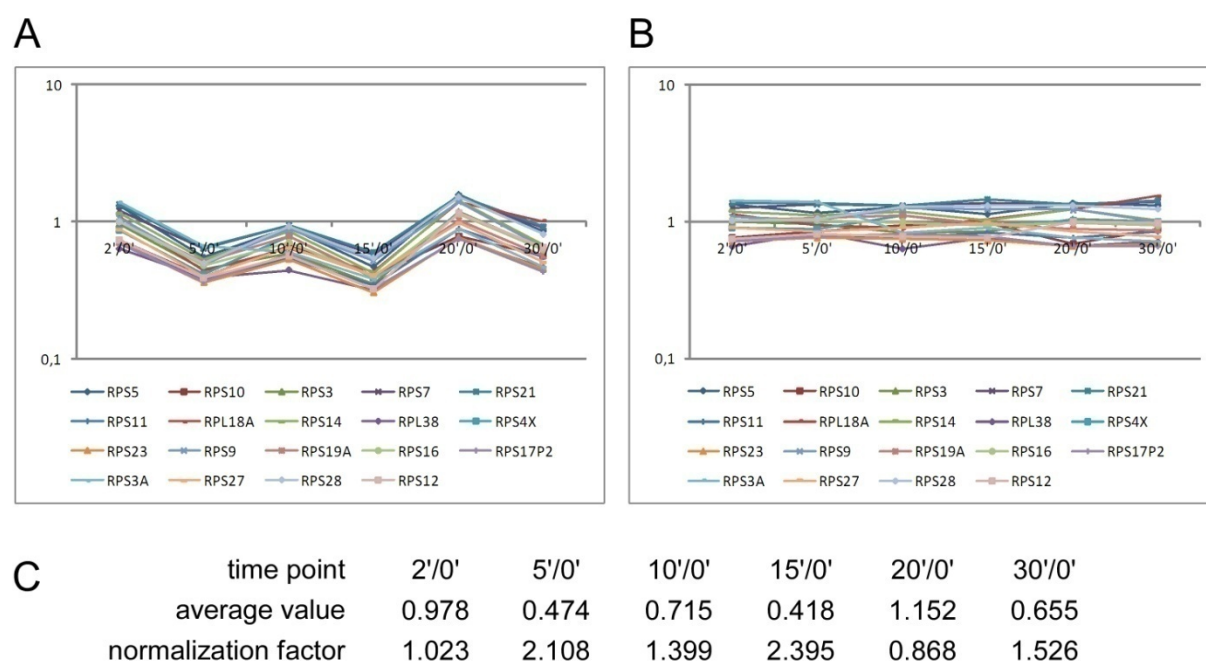 A
10
1
0,1
2'/0' 5'/0' 10'/0' 15'/0' 20'/0' 30'/0'
RPS5 RPS10 RPS3 RPS7 RPS21
RPS11 RPL18A RPS14 RPL38 RPS4X
RPS23 RPS9 RPS19A RPS16 RPS17P2
RPS3A RPS27 RPS28 RPS12
B
10
1
0,1
2'/0' 5'/0' 10'/0' 15'/0' 20'/0' 30'/0'
RPS5 RPS10 RPS3 RPS7 RPS21
RPS11 RPL18A RPS14 RPL38 RPS4X
RPS23 RPS9 RPS19A RPS16 RPS17P2
RPS3A RPS27 RPS28 RPS12
C
time point 2'/0' 5'/0' 10'/0' 15'/0' 20'/0' 30'/0'
average value 0.978 0.474 0.715 0.418 1.152 0.655
normalization factor 1.023 2.108 1.399 2.395 0.868 1.526